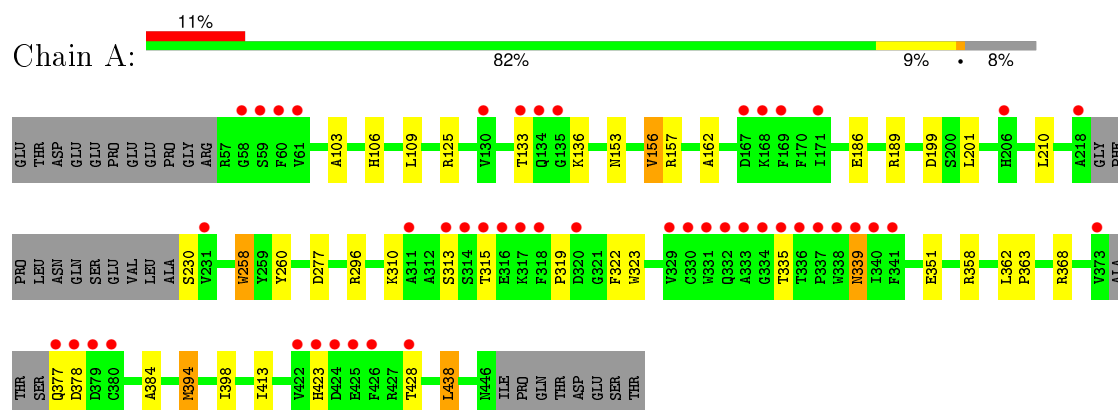 11%
Chain A:
82% 9% • 8%
GLU THR ASP GLU GLU PRO GLU GLU PRO GLY ARG R57 G58 S59 F60 V61 A103 H106 L109 R125 V130 T133 Q134 G135 K136 N153 V156 R157 A162 D167 K168 F169 F170 I171 E186 R189 D199 S200 L201 H206 L210 A218 GLY PHE
PRO LEU ASN GLN SER GLU VAL LEU ALA S230 V231 W258 Y259 Y260 D277 R296 K310 A311 A312 S313 S314 T315 E316 K317 F318 P319 D320 G321 F322 W323 V329 C330 W331 Q332 A333 G334 T335 T336 P337 W338 N339 I340 F341 E351 R358 L362 P363 R368 V373 ALA
THR SER Q377 D378 D379 C380 A384 M394 I398 I413 V422 H423 D424 E425 F426 R427 T428 L438 N446 ILE PRO GLN THR ASP GLU SER THR